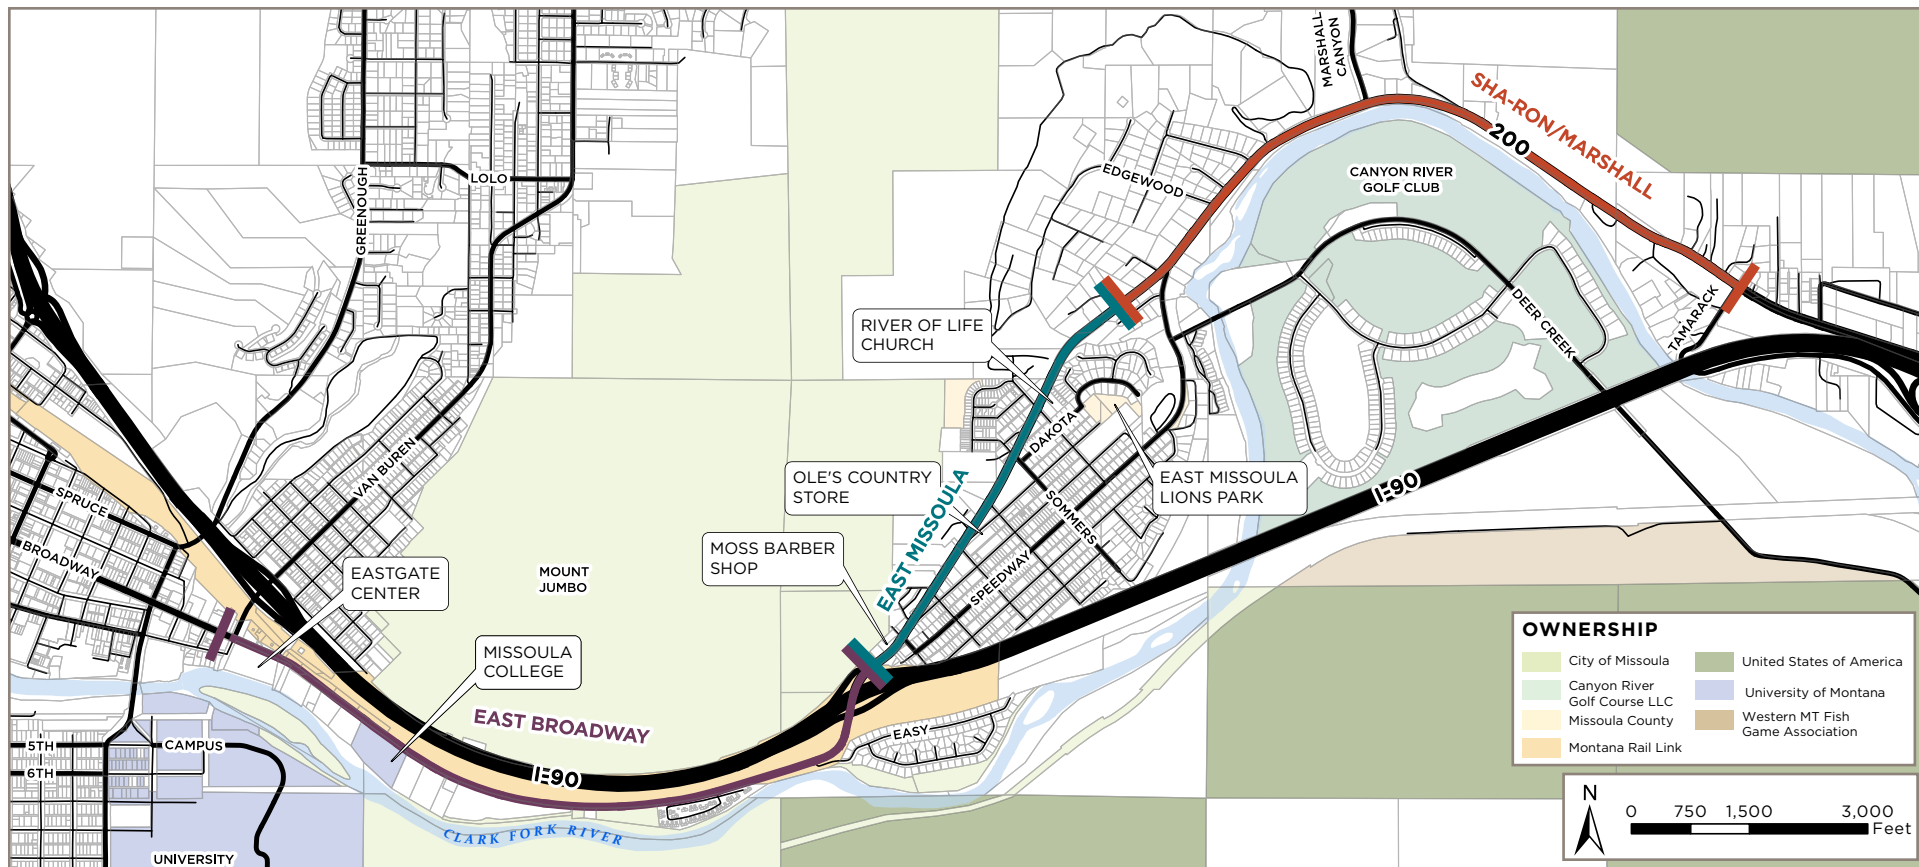 MARSHALL
CANYON
SHA-RON/MARSHALL
200
GREENOUGH
LOLO
EDGEWOOD
CANYON RIVER
GOLF CLUB
RIVER OF LIFE
CHURCH
DEER CREEK
TAMARACK
VAN BUREN
DAKOTA
SPRUCE
OLE'S COUNTRY
STORE
EAST MISSOULA
EAST MISSOULA
LIONS PARK
I-90
SOMMERS
BROADWAY
MOSS BARBER
SHOP
SPEEDWAY
EASTGATE
CENTER
MOUNT
JUMBO
MISSOULA
COLLEGE
EAST BROADWAY
EASY
5TH
CAMPUS
6TH
I-90
CLARK FORK RIVER
UNIVERSITY
OWNERSHIP
City of Missoula
Canyon River
Golf Course LLC
Missoula County
Montana Rail Link
United States of America
University of Montana
Western MT Fish
Game Association
N
0 750 1,500 3,000
Feet